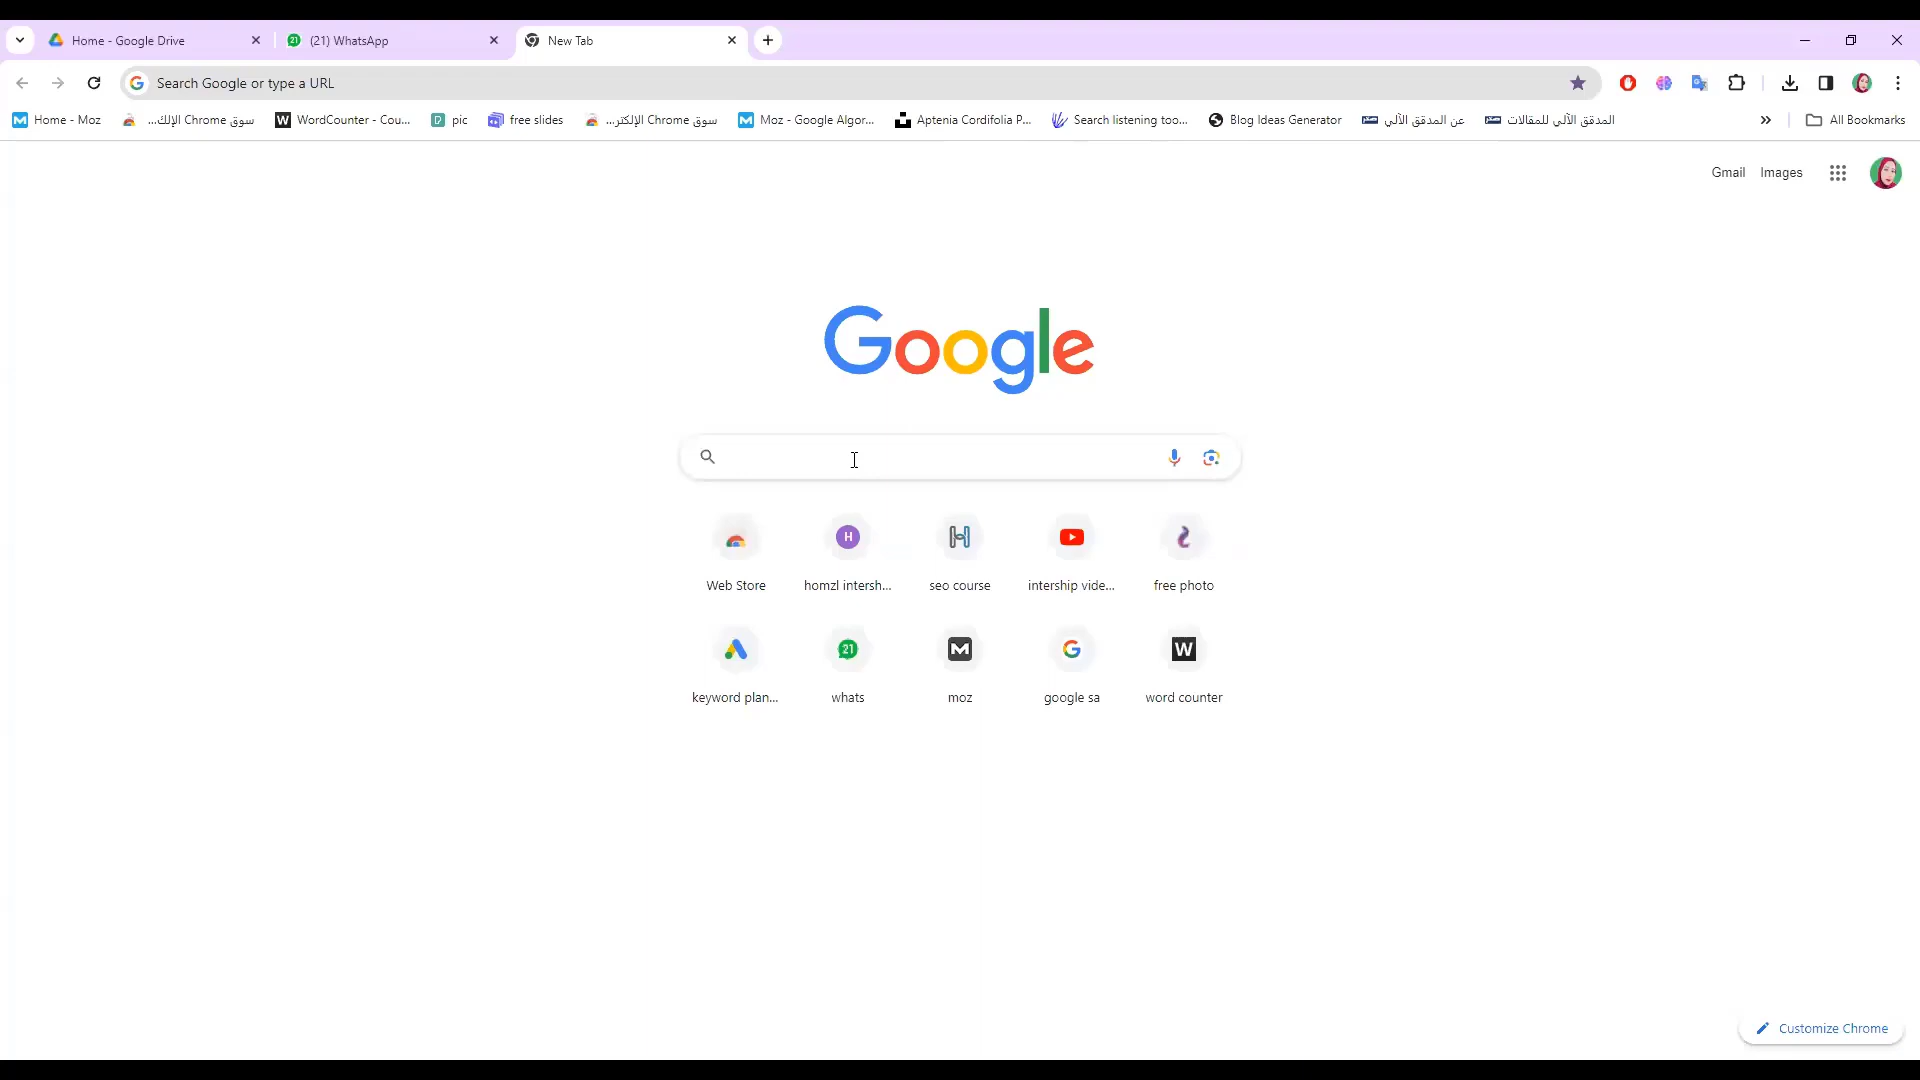 Home - Google Drive
21
(21) WhatsApp
New Tab
Search Google or type a URL
Home - Moz
سوق Chrome الإلك...
W
WordCounter - Cou...
pic
free slides
سوق Chrome الإلكتر...
Moz - Google Algor...
Aptenia Cordifolia P...
Search listening too...
Blog Ideas Generator
عن المدقق الآلي
المدقق الآلي للمقالات
All Bookmarks
Gmail
Images
Google
Web Store
H
homzl intersh...
seo course
intership vide...
free photo
keyword plan...
21
whats
M
moz
G
google sa
W
word counter
Customize Chrome